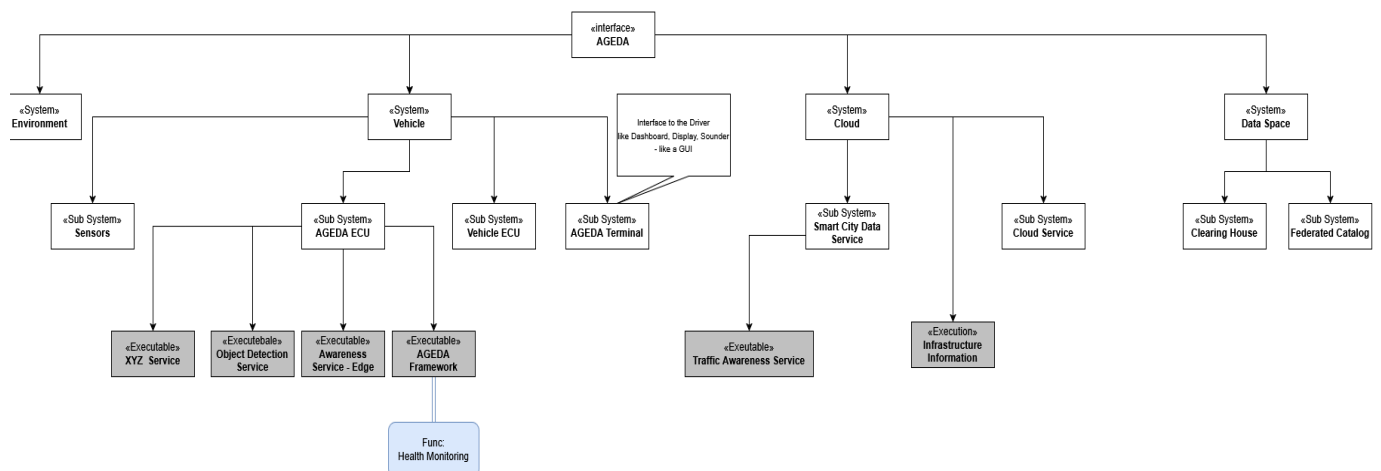 «interface»
AGEDA
«System»
Environment
«System»
Vehicle
Interface to the Driver
like Dashboard, Display, Sounder
- like a GUI
«System»
Cloud
«System»
Data Space
«Sub System»
Sensors
«Sub System»
AGEDA ECU
«Sub System»
Vehicle ECU
«Sub System»
AGEDA Terminal
«Sub System»
Smart City Data
Service
«Sub System»
Cloud Service
«Sub System»
Clearing House
«Sub System»
Federated Catalog
«Executable»
XYZ Service
«Executebale»
Object Detection
Service
«Executable»
Awareness
Service - Edge
«Executable»
AGEDA
Framework
«Exeutable»
Traffic Awareness Service
«Execution»
Infrastructure
Information
Func:
Health Monitoring